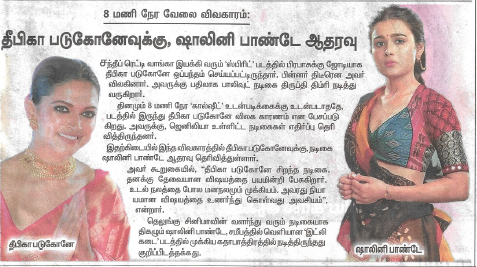 8 மணி நேர வேலை விவகாரம்:
தீபிகா படுகோனேவுக்கு, ஷாலினி பாண்டே ஆதரவு
சந்தீப் ரெட்டி வாங்கா இயக்கி வரும் 'ஸ்பிரிட்' படத்தில் பிரபாசுக்கு ஜோடியாக
தீபிகா படுகோனே ஒப்பந்தம் செய்யப்பட்டிருந்தார். பின்னர் திடீரென அவர்
விலகினார். அவருக்கு பதிலாக பாலிவுட் நடிகை திருப்தி திம்ரி நடித்து
வருகிறார்.
தினமும் 8 மணி நேர 'கால்ஷீட்' உடன்படிக்கைக்கு உடன்படாததே,
படத்தில் இருந்து தீபிகா படுகோனே விலக காரணம் என பேசப்படு
கிறது. அவருக்கு, ஜெனிலியா உள்ளிட்ட நடிகைகள் எதிர்ப்பு தெரி
வித்திருந்தனர்.
இதற்கிடையில் இந்த விவகாரத்தில் தீபிகா படுகோனேவுக்கு, நடிகை
ஷாலினி பாண்டே ஆதரவு தெரிவித்துள்ளார்.
அவர் கூறுகையில், "தீபிகா படுகோனே சிறந்த நடிகை.
தனக்கு தேவையான விஷயத்தை பயமின்றி பேசுகிறார்.
உடல் நலத்தை போல மனநலமும் முக்கியம். அவரது நியா
யமான விஷயத்தை உணர்ந்து கொள்வது அவசியம்",
என்றார்.
தெலுங்கு சினிமாவின் வளர்ந்து வரும் நடிகையாக
திகழும் ஷாலினி பாண்டே, சமீபத்தில் வெளியான 'இட்லி
கடை' படத்தில் முக்கிய கதாபாத்திரத்தில் நடித்திருந்தது
குறிப்பிடத்தக்கது.
தீபிகா படுகோனே
ஷாலினி பாண்டே